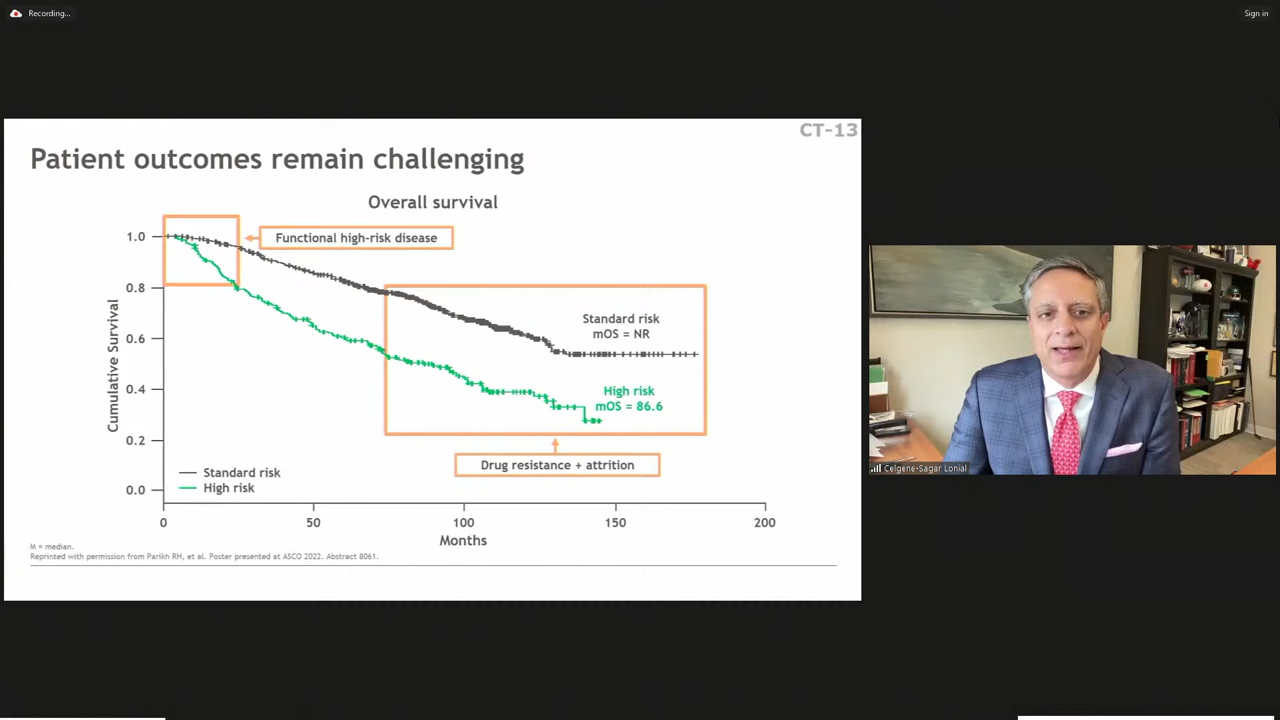 Recording...
Sign in
CT-13
Patient outcomes remain challenging
Overall survival
1.0
0.8
0.6
0.4
0.2
0.0
Cumulative Survival
Functional high-risk disease
Standard risk
mOS = NR
High risk
mOS = 86.6
Drug resistance + attrition
Standard risk
High risk
0
50
100
150
200
Months
M = median.
Reprinted with permission from Parikh RH, et al. Poster presented at ASCO 2022. Abstract 8061.
Celgene-Sagar Lonial